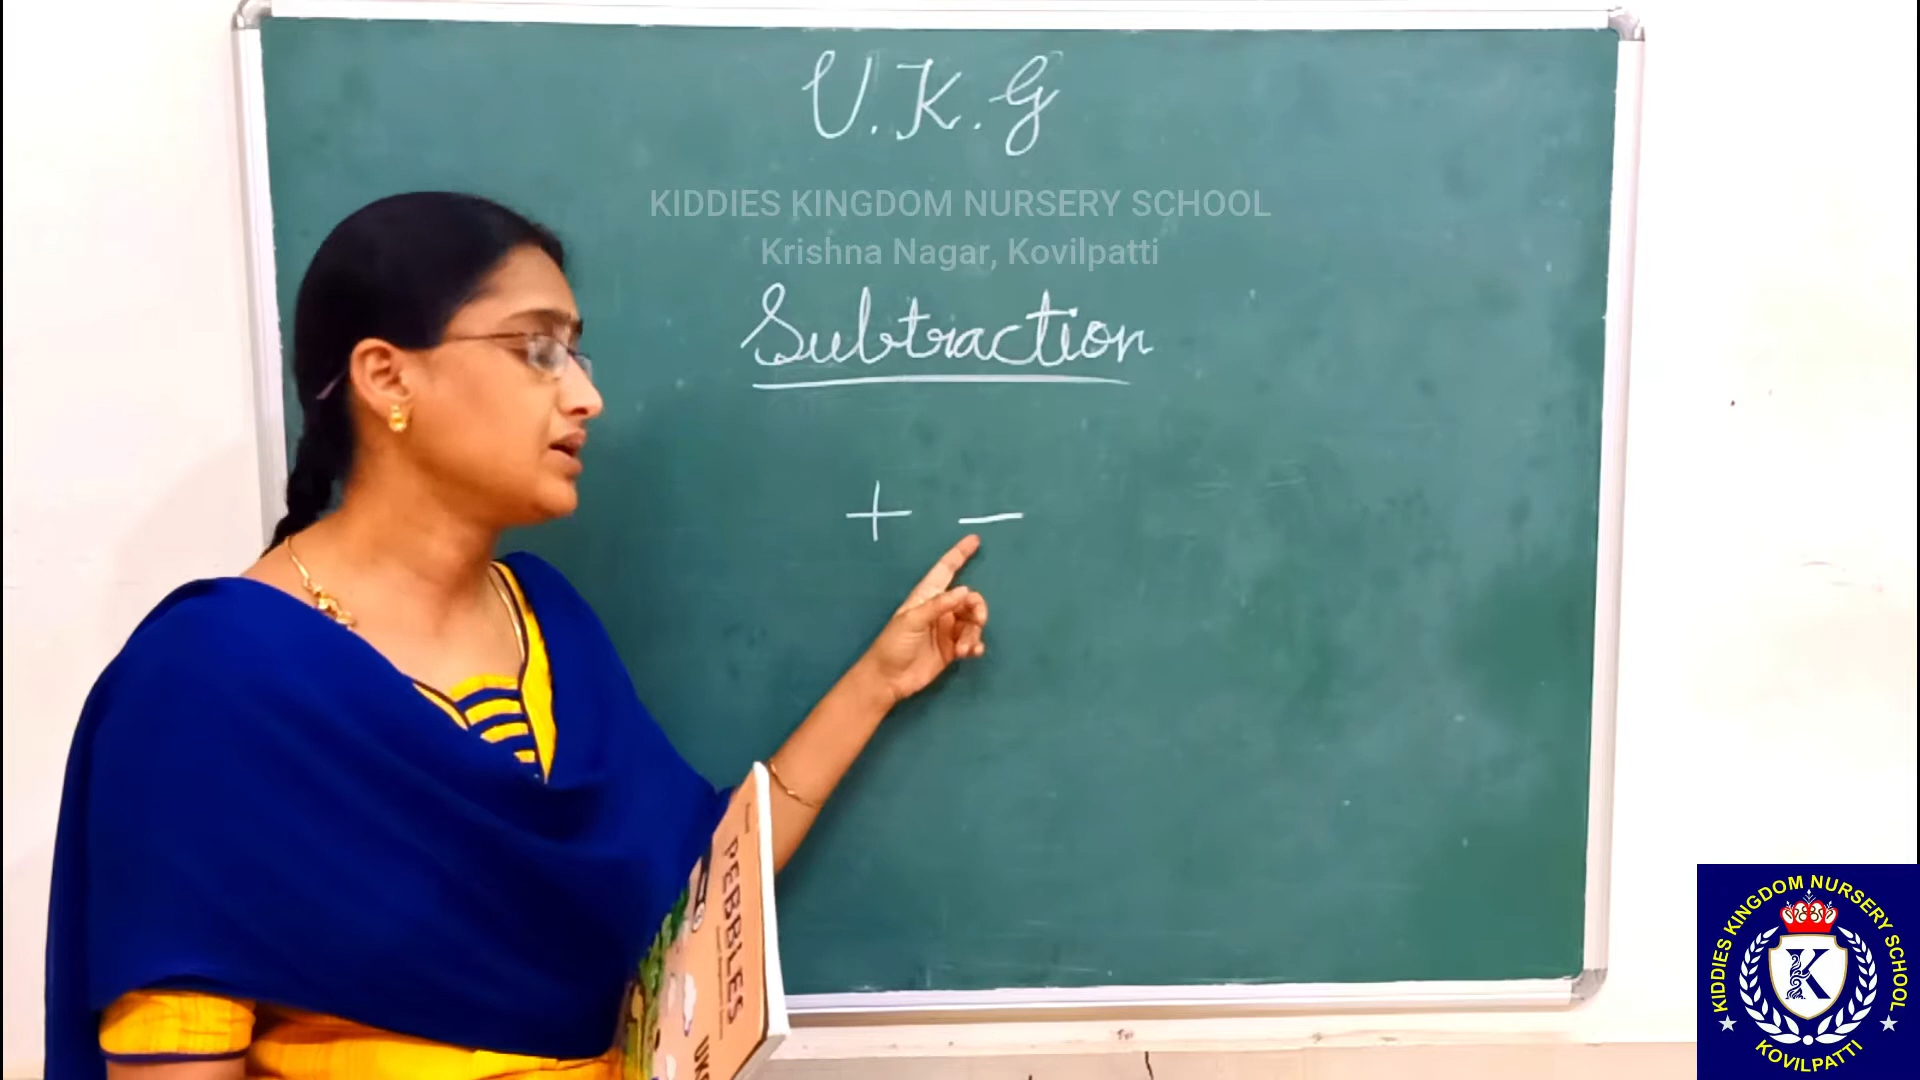 U.K.G
KIDDIES KINGDOM NURSERY SCHOOL
Krishna Nagar, Kovilpatti
Subtraction
+ −
PEBBLES
KIDDIES KINGDOM NURSERY SCHOOL
K
KOVILPATTI